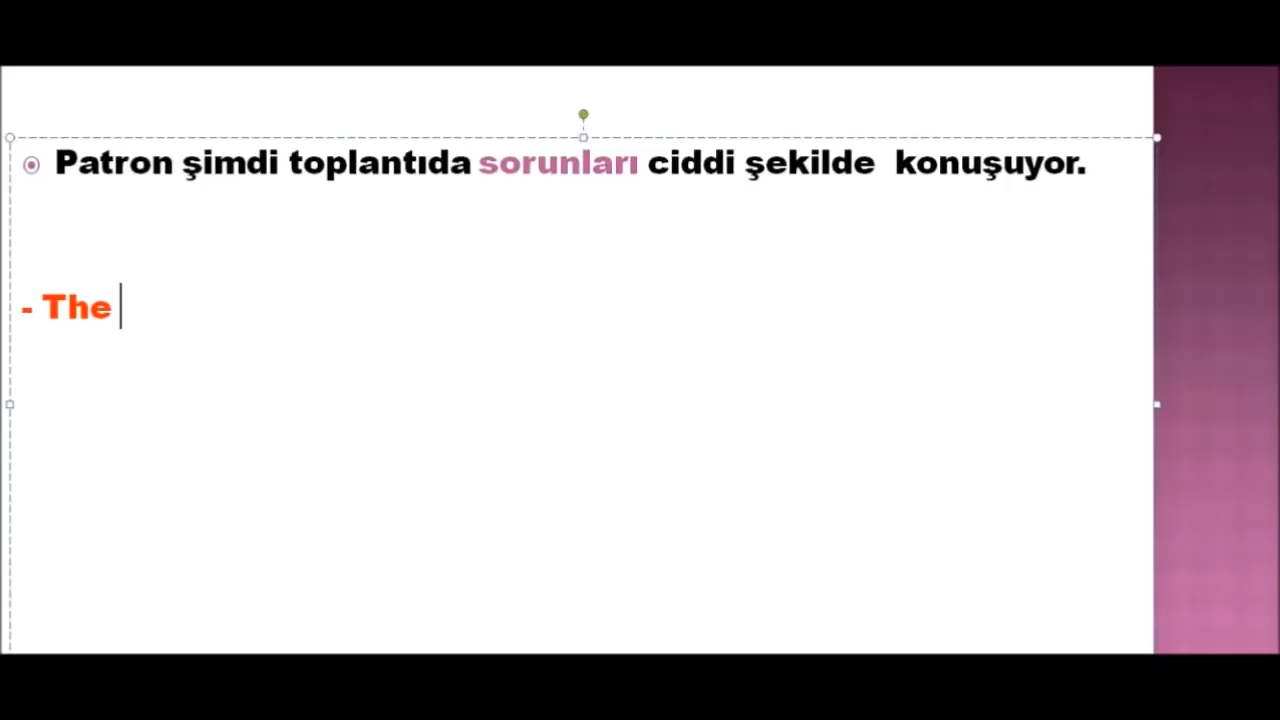 Patron şimdi toplantıda sorunları ciddi şekilde konuşuyor.
- The